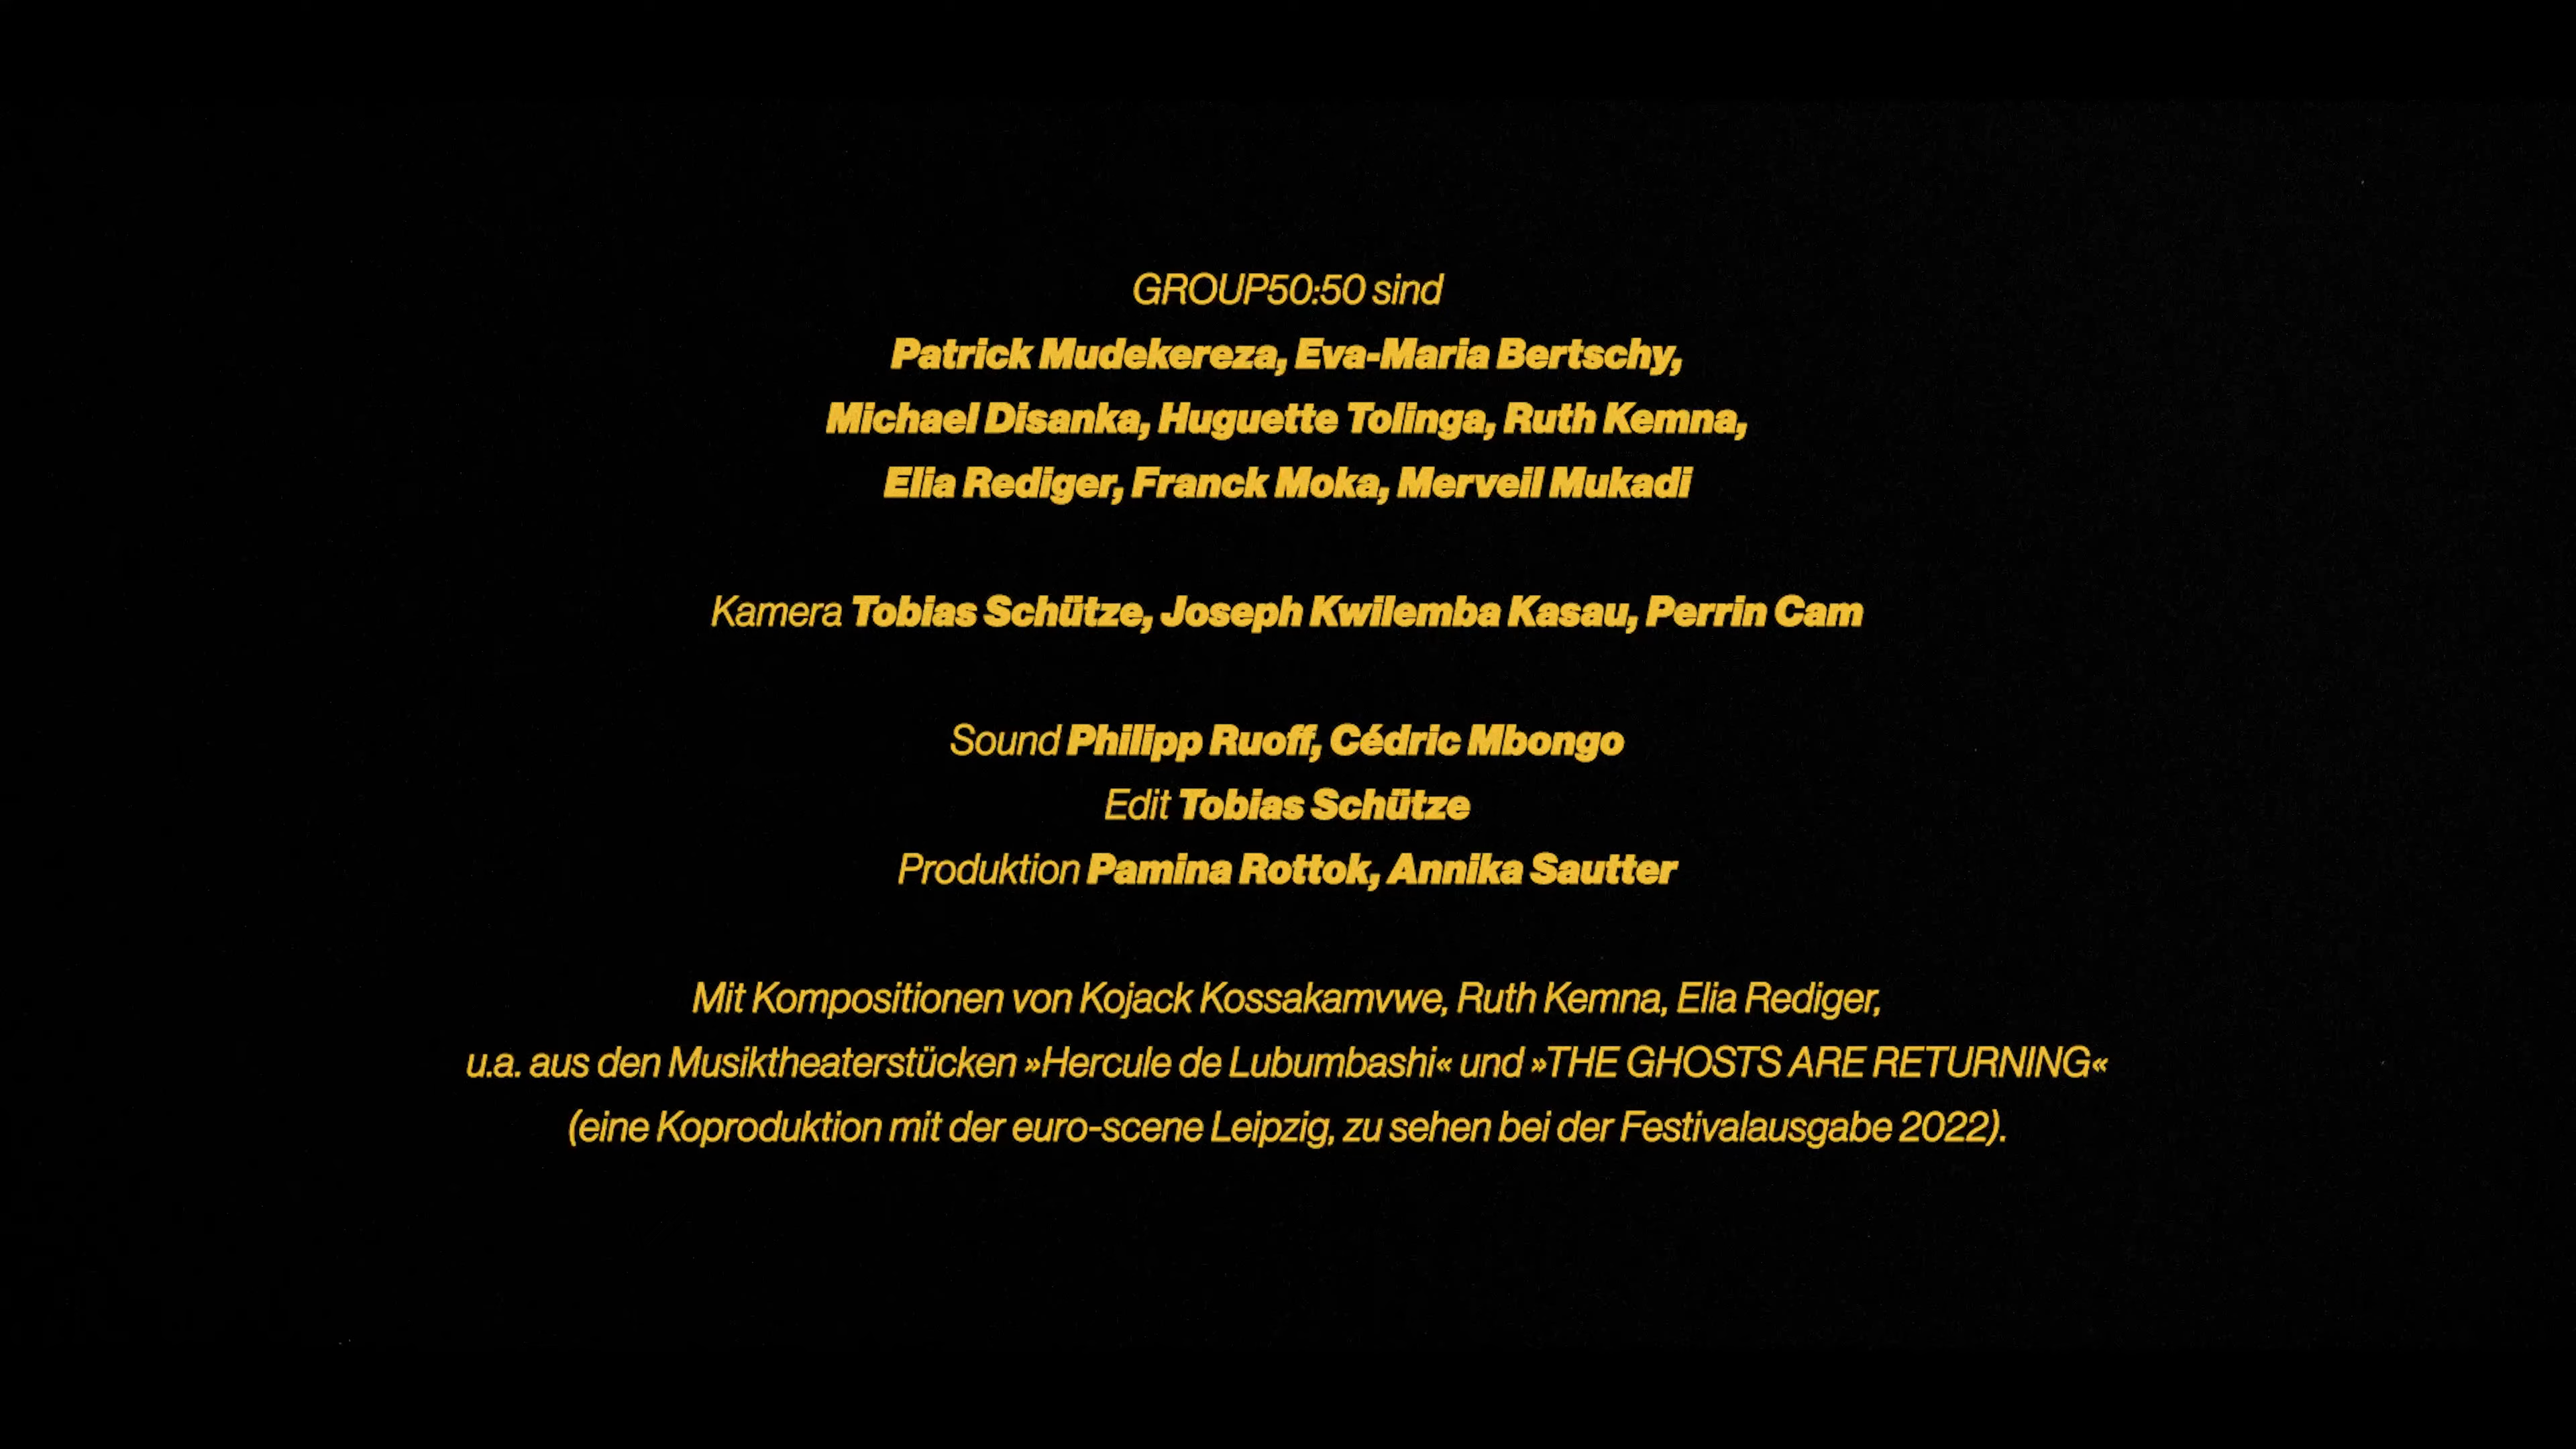 GROUP50:50 sind
Patrick Mudekereza, Eva-Maria Bertschy,
Michael Disanka, Huguette Tolinga, Ruth Kemna,
Elia Rediger, Franck Moka, Merveil Mukadi
Kamera Tobias Schütze, Joseph Kwilemba Kasau, Perrin Cam
Sound Philipp Ruoff, Cédric Mbongo
Edit Tobias Schütze
Produktion Pamina Rottok, Annika Sautter
Mit Kompositionen von Kojack Kossakamvwe, Ruth Kemna, Elia Rediger,
u.a. aus den Musiktheaterstücken »Hercule de Lubumbashi« und »THE GHOSTS ARE RETURNING«
(eine Koproduktion mit der euro-scene Leipzig, zu sehen bei der Festivalausgabe 2022).